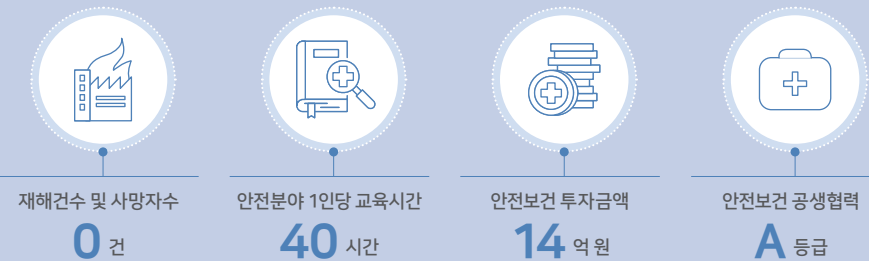 재해건수 및 사망자수
0 건
안전분야 1인당 교육시간
40 시간
안전보건 투자금액
14 억 원
안전보건 공생협력
A 등급